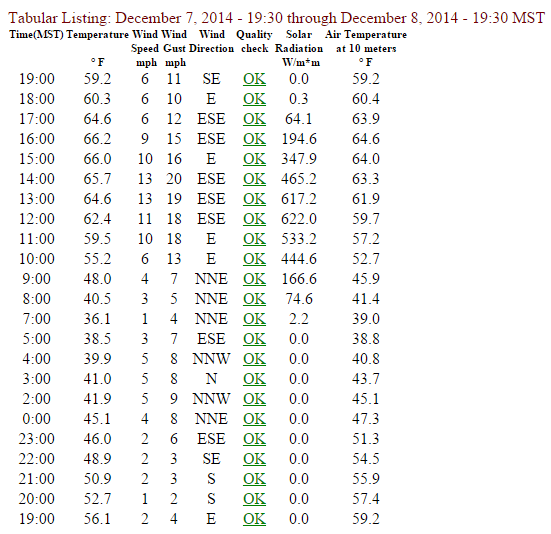 Tabular Listing: December 7, 2014 - 19:30 through December 8, 2014 - 19:30 MST
Time(MST) Temperature Wind Wind Wind Quality Solar Air Temperature
Speed Gust Direction check Radiation at 10 meters
° F mph mph W/m*m ° F
19:00 59.2 6 11 SE OK 0.0 59.2
18:00 60.3 6 10 E OK 0.3 60.4
17:00 64.6 6 12 ESE OK 64.1 63.9
16:00 66.2 9 15 ESE OK 194.6 64.6
15:00 66.0 10 16 E OK 347.9 64.0
14:00 65.7 13 20 ESE OK 465.2 63.3
13:00 64.6 13 19 ESE OK 617.2 61.9
12:00 62.4 11 18 ESE OK 622.0 59.7
11:00 59.5 10 18 E OK 533.2 57.2
10:00 55.2 6 13 E OK 444.6 52.7
9:00 48.0 4 7 NNE OK 166.6 45.9
8:00 40.5 3 5 NNE OK 74.6 41.4
7:00 36.1 1 4 NNE OK 2.2 39.0
5:00 38.5 3 7 ESE OK 0.0 38.8
4:00 39.9 5 8 NNW OK 0.0 40.8
3:00 41.0 5 8 N OK 0.0 43.7
2:00 41.9 5 9 NNW OK 0.0 45.1
0:00 45.1 4 8 NNE OK 0.0 47.3
23:00 46.0 2 6 ESE OK 0.0 51.3
22:00 48.9 2 3 SE OK 0.0 54.5
21:00 50.9 2 3 S OK 0.0 55.9
20:00 52.7 1 2 S OK 0.0 57.4
19:00 56.1 2 4 E OK 0.0 59.2